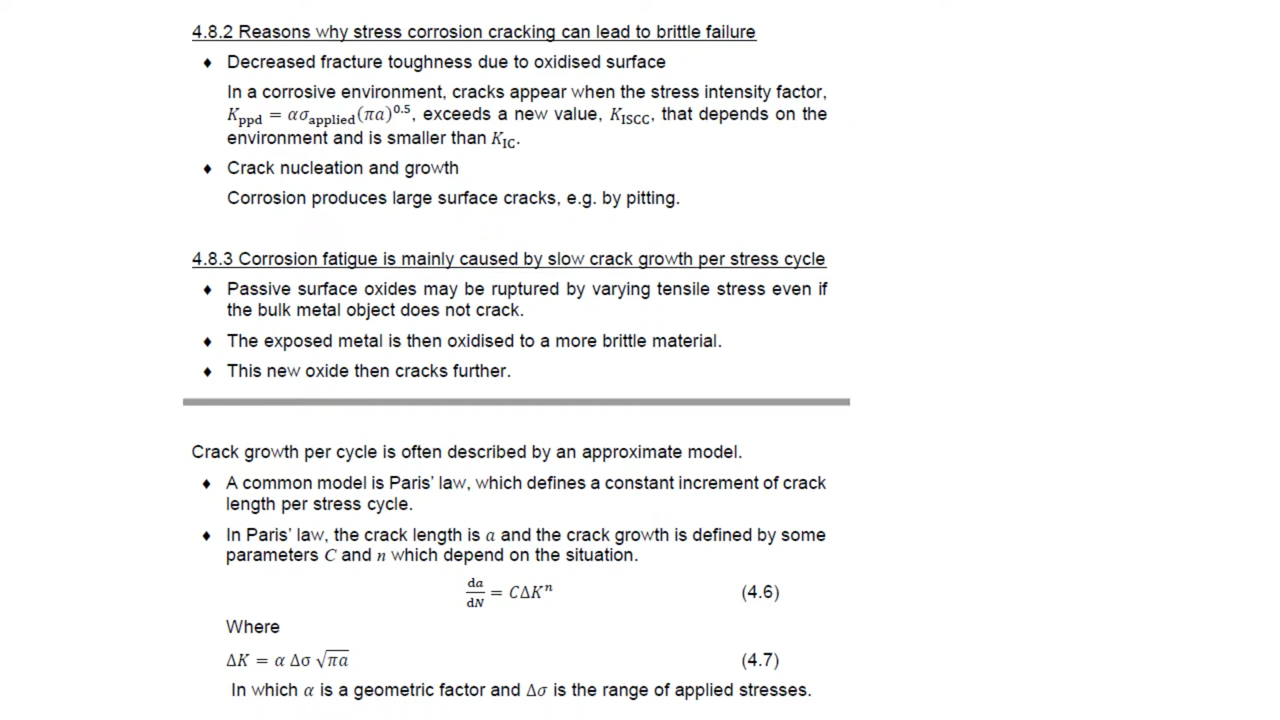 4.8.2 Reasons why stress corrosion cracking can lead to brittle failure
♦ Decreased fracture toughness due to oxidised surface
In a corrosive environment, cracks appear when the stress intensity factor,
K_ppd = ασ_applied(πa)^0.5, exceeds a new value, K_ISCC, that depends on the
environment and is smaller than K_IC.
♦ Crack nucleation and growth
Corrosion produces large surface cracks, e.g. by pitting.
4.8.3 Corrosion fatigue is mainly caused by slow crack growth per stress cycle
♦ Passive surface oxides may be ruptured by varying tensile stress even if
the bulk metal object does not crack.
♦ The exposed metal is then oxidised to a more brittle material.
♦ This new oxide then cracks further.
Crack growth per cycle is often described by an approximate model.
♦ A common model is Paris' law, which defines a constant increment of crack
length per stress cycle.
♦ In Paris' law, the crack length is a and the crack growth is defined by some
parameters C and n which depend on the situation.
da/dN = CΔK^n (4.6)
Where
ΔK = α Δσ √πa (4.7)
In which α is a geometric factor and Δσ is the range of applied stresses.